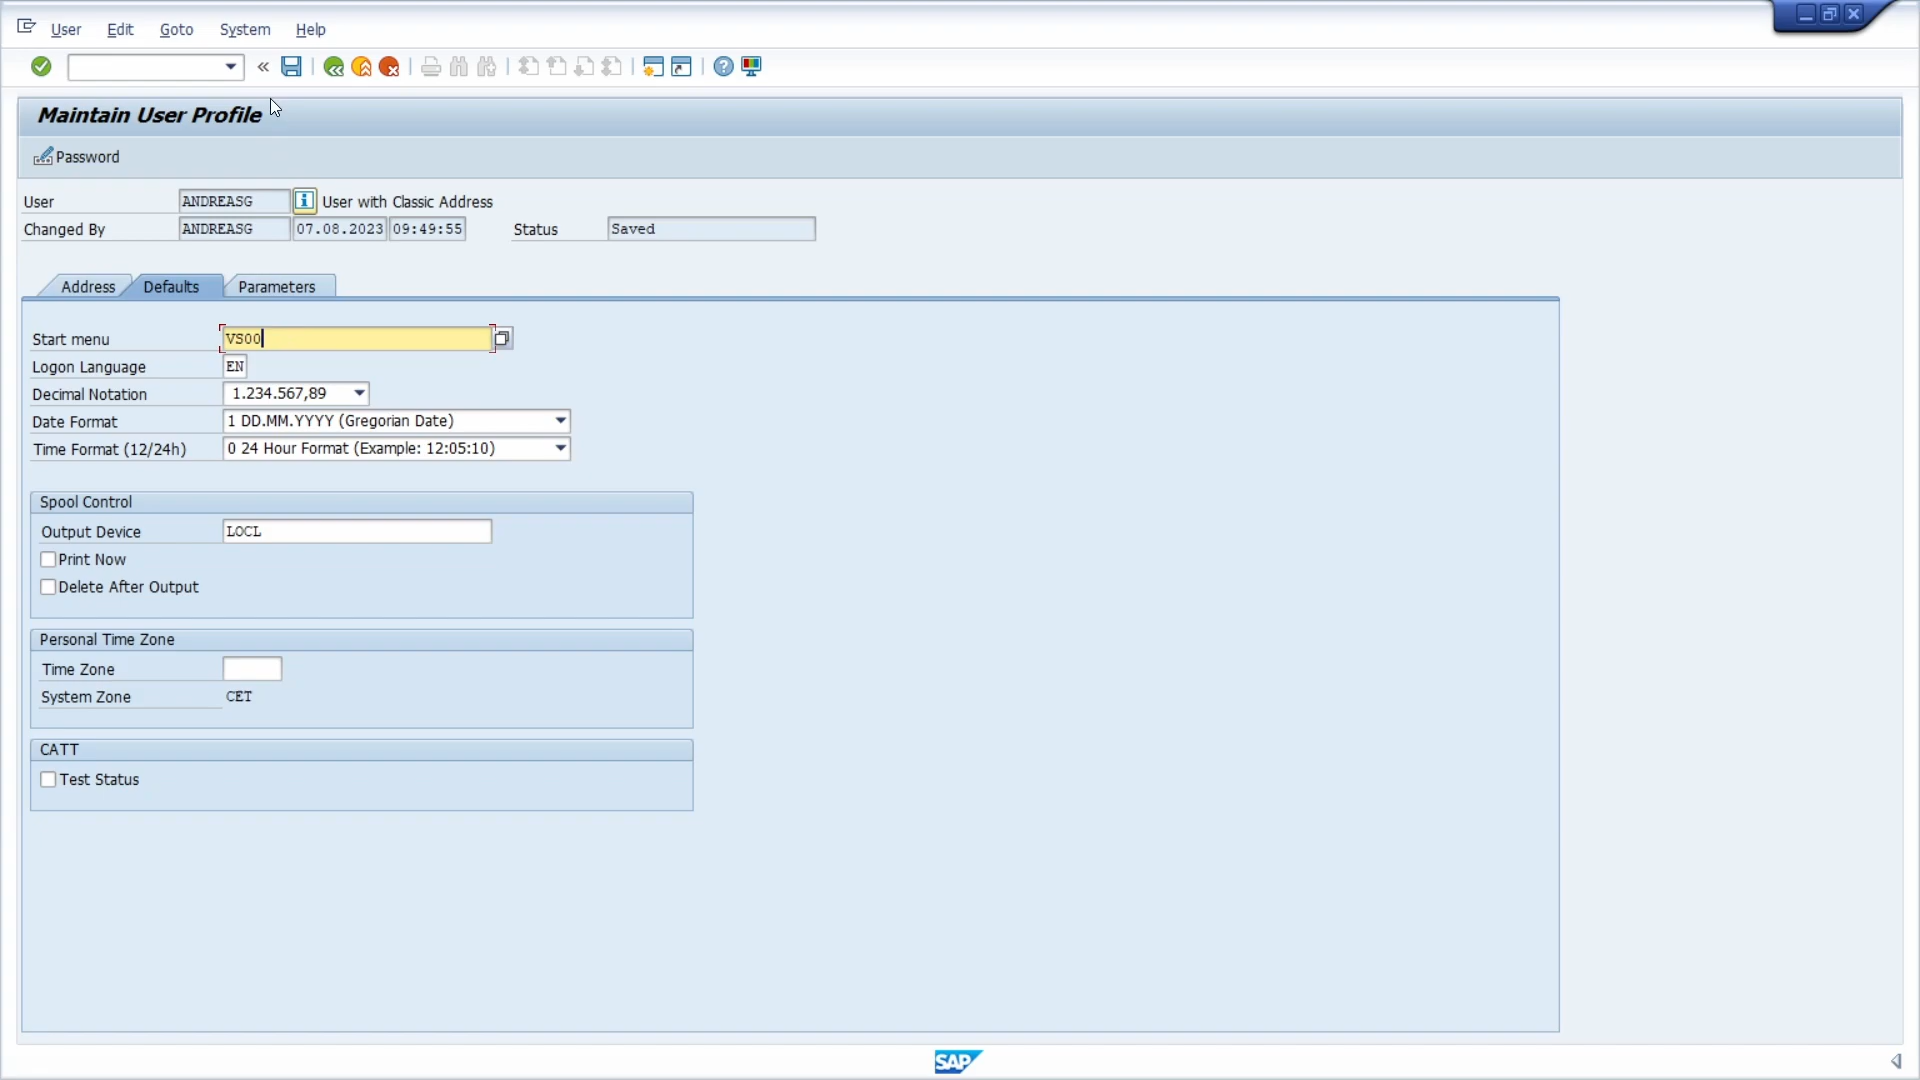 User Edit Goto System Help
Maintain User Profile
Password
User ANDREASG User with Classic Address
Changed By ANDREASG 07.08.2023 09:49:55 Status Saved
Address Defaults Parameters
Start menu VS00
Logon Language EN
Decimal Notation 1.234.567,89
Date Format 1 DD.MM.YYYY (Gregorian Date)
Time Format (12/24h) 0 24 Hour Format (Example: 12:05:10)
Spool Control
Output Device LOCL
Print Now
Delete After Output
Personal Time Zone
Time Zone
System Zone CET
CATT
Test Status
SAP